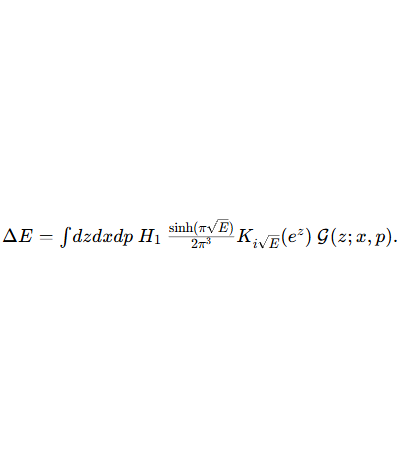 ΔE = ∫dzdxdp H₁ sinh(π√E)/2π³ K_{i√E}(e^z) 𝒢(z; x, p).